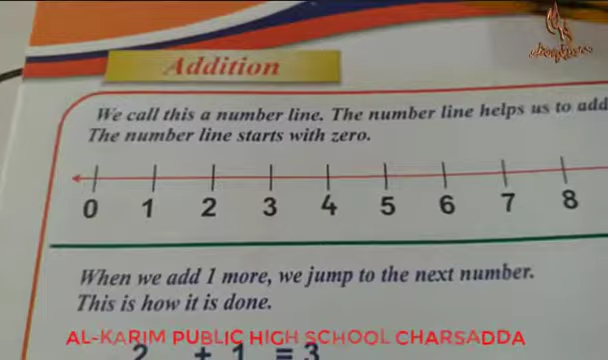 Addition
We call this a number line. The number line helps us to add
The number line starts with zero.
0 1 2 3 4 5 6 7 8
When we add 1 more, we jump to the next number.
This is how it is done.
AL-KARIM PUBLIC HIGH SCHOOL CHARSADDA
2 + 1 = 3